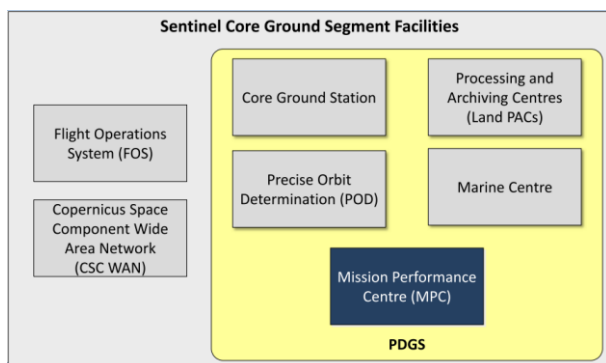 Sentinel Core Ground Segment Facilities
Flight Operations
System (FOS)
Copernicus Space
Component Wide
Area Network
(CSC WAN)
Core Ground Station
Processing and
Archiving Centres
(Land PACs)
Precise Orbit
Determination (POD)
Marine Centre
Mission Performance
Centre (MPC)
PDGS